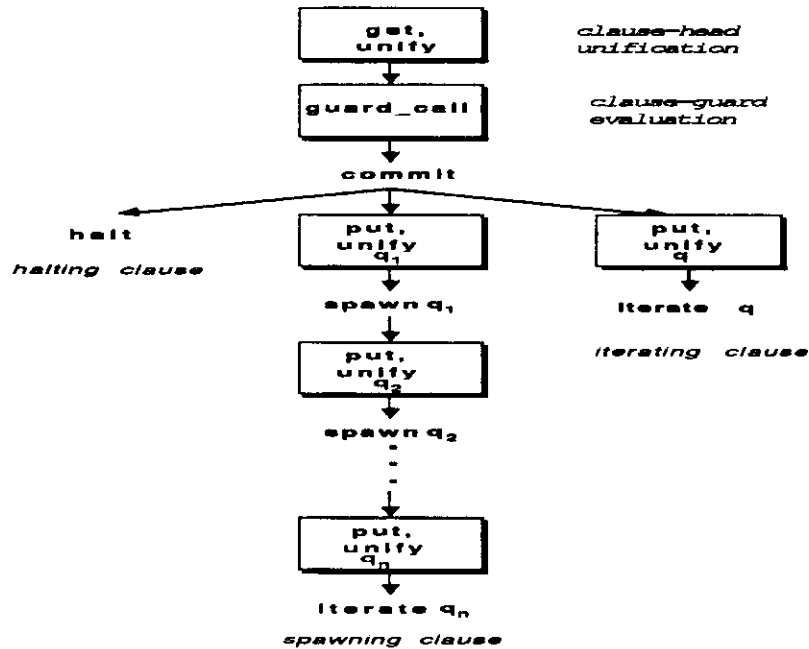 get,
unify
clause-head
unification
guard_call
clause-guard
evaluation
commit
halt
halting clause
put,
unify
q₁
spawn q₁
put,
unify
q₂
spawn q₂
put,
unify
qₙ
iterate qₙ
spawning clause
put,
unify
q
iterate q
iterating clause